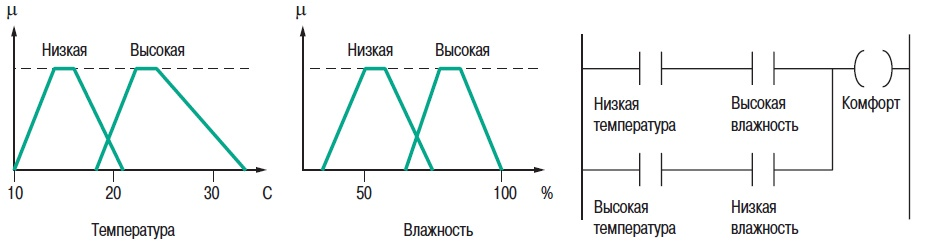 μ
Низкая
Высокая
10
20
30
C
Температура
μ
Низкая
Высокая
50
100
%
Влажность
Низкая
температура
Высокая
влажность
Комфорт
Высокая
температура
Низкая
влажность